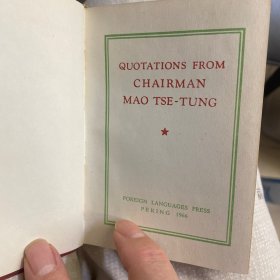 QUOTATIONS FROM
CHAIRMAN
MAO TSE-TUNG
FOREIGN LANGUAGES PRESS
PEKING 1966